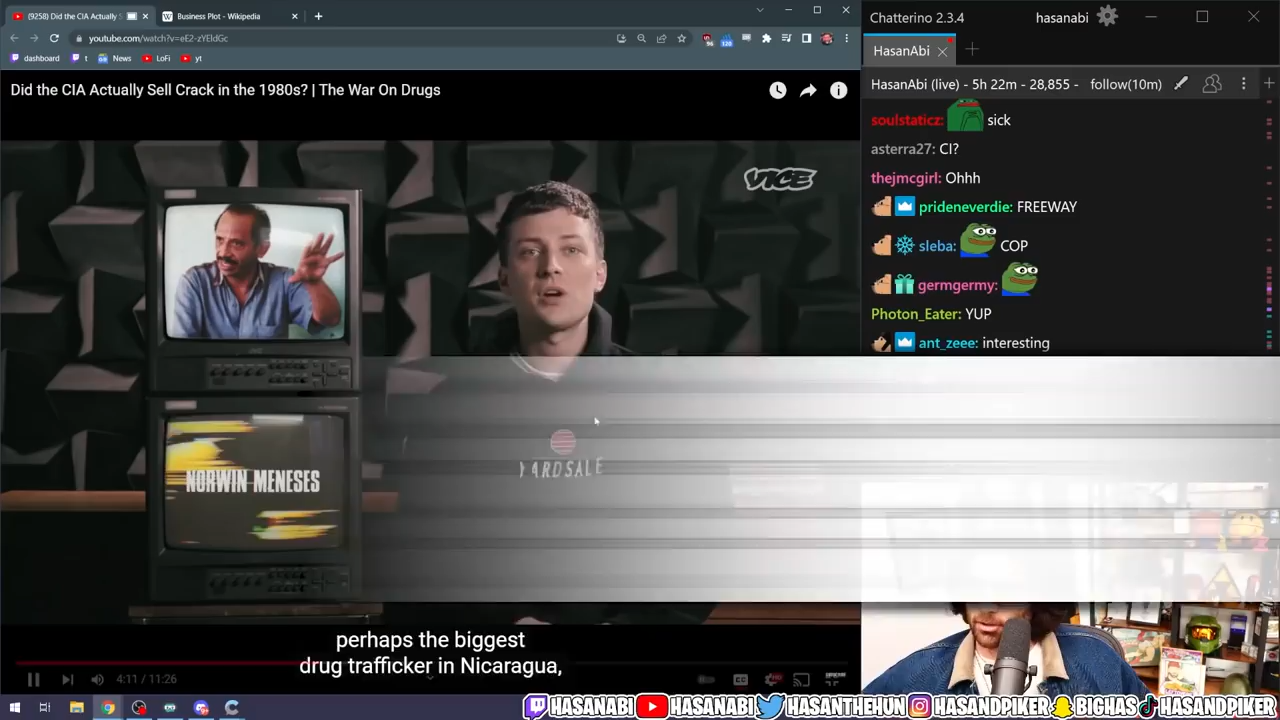 (9258) Did the CIA Actually S
Business Plot - Wikipedia
youtube.com/watch?v=eE2-zYEldGc
dashboard
t
News
LoFi
yt
Did the CIA Actually Sell Crack in the 1980s? | The War On Drugs
VICE
NORWIN MENESES
YARDSALE
perhaps the biggest
drug trafficker in Nicaragua,
4:11 / 11:26
Chatterino 2.3.4
hasanabi
HasanAbi
HasanAbi (live) - 5h 22m - 28,855 -
follow(10m)
soulstaticz: sick
asterra27: CI?
thejmcgirl: Ohhh
prideneverdie: FREEWAY
sleba: COP
germgermy:
Photon_Eater: YUP
ant_zeee: interesting
HASANABI HASANABI HASANTHEHUN HASANDPIKER BIGHAS HASANDPIKER